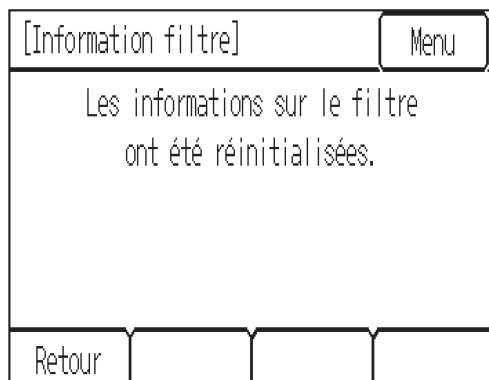 [Information filtre]
Menu
Les informations sur le filtre
ont été réinitialisées.
Retour